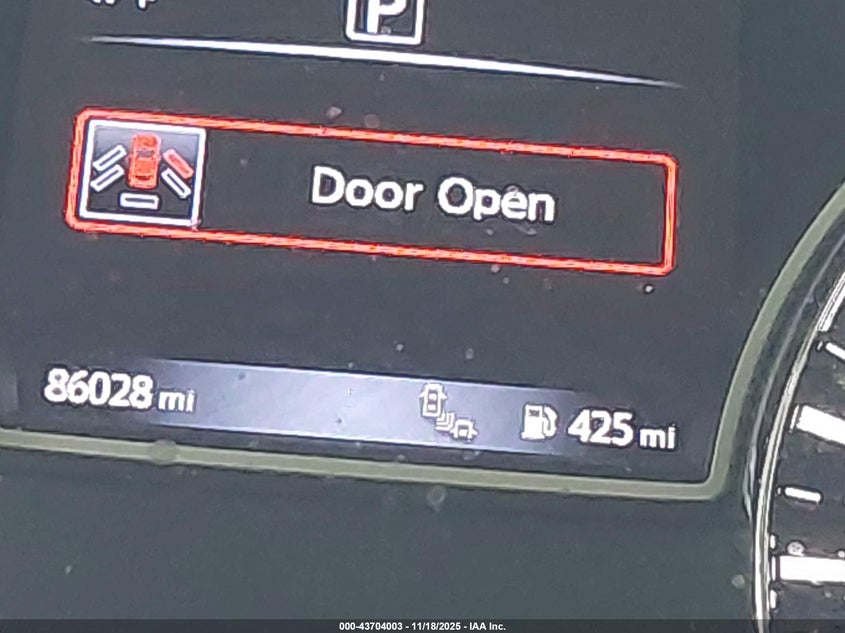 P
Door Open
86028 mi
425 mi
000-43704003 - 11/18/2025 - IAA Inc.